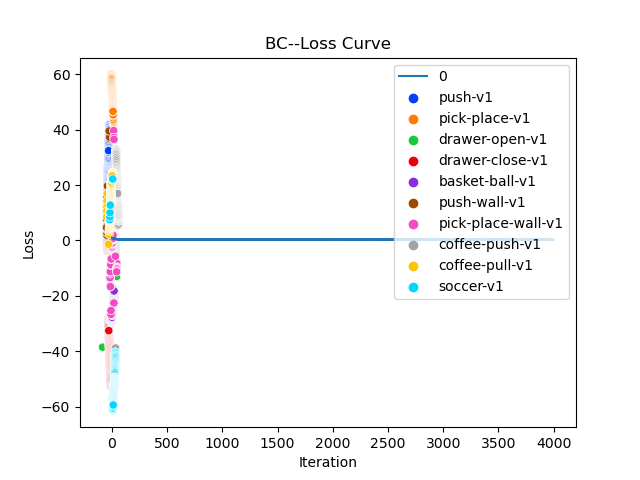 BC--Loss Curve
60
40
20
0
−20
−40
−60
Loss
0
push-v1
pick-place-v1
drawer-open-v1
drawer-close-v1
basket-ball-v1
push-wall-v1
pick-place-wall-v1
coffee-push-v1
coffee-pull-v1
soccer-v1
0 500 1000 1500 2000 2500 3000 3500 4000
Iteration